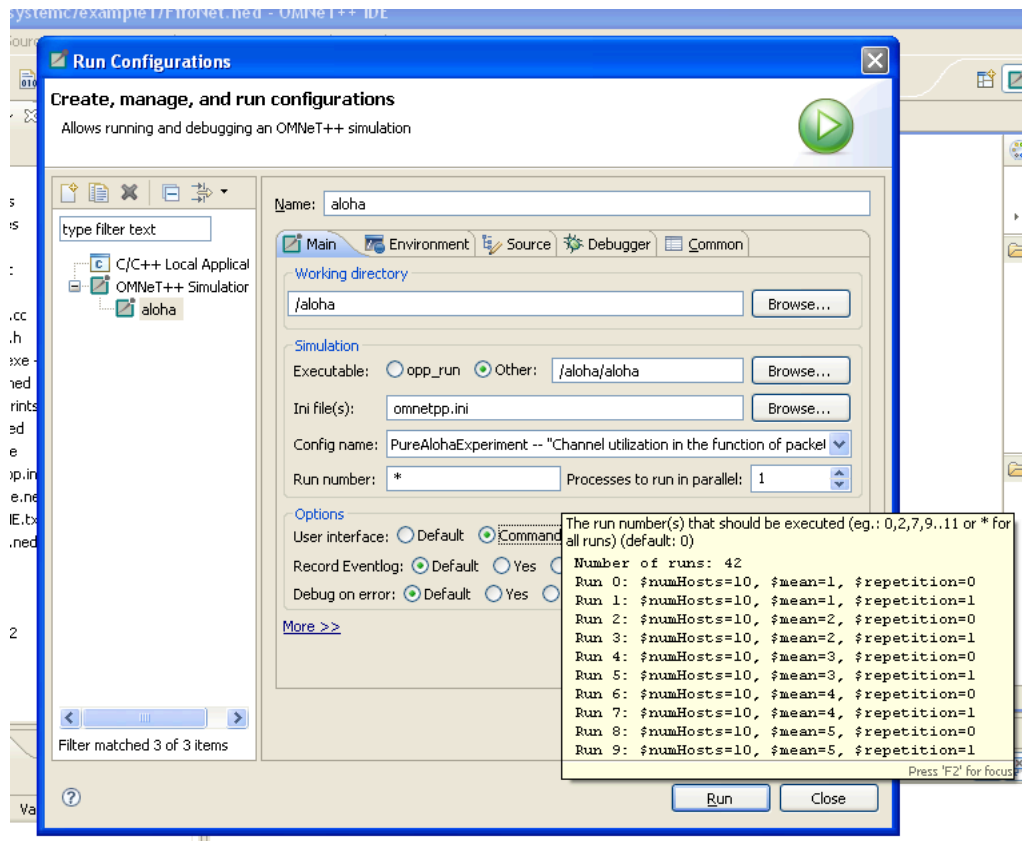 systemc/example17/FifoNet.ned - OMNeT++ IDE
Run Configurations
Create, manage, and run configurations
Allows running and debugging an OMNeT++ simulation
type filter text
C/C++ Local Applicat
OMNeT++ Simulation
aloha
Filter matched 3 of 3 items
Name: aloha
Main Environment Source Debugger Common
Working directory
/aloha Browse...
Simulation
Executable: opp_run Other: /aloha/aloha Browse...
Ini file(s): omnetpp.ini Browse...
Config name: PureAlohaExperiment -- "Channel utilization in the function of packet
Run number: * Processes to run in parallel: 1
Options
User interface: Default Command
Record Eventlog: Default Yes
Debug on error: Default Yes
More >>
The run number(s) that should be executed (eg.: 0,2,7,9..11 or * for
all runs) (default: 0)
Number of runs: 42
Run 0: $numHosts=10, $mean=1, $repetition=0
Run 1: $numHosts=10, $mean=1, $repetition=1
Run 2: $numHosts=10, $mean=2, $repetition=0
Run 3: $numHosts=10, $mean=2, $repetition=1
Run 4: $numHosts=10, $mean=3, $repetition=0
Run 5: $numHosts=10, $mean=3, $repetition=1
Run 6: $numHosts=10, $mean=4, $repetition=0
Run 7: $numHosts=10, $mean=4, $repetition=1
Run 8: $numHosts=10, $mean=5, $repetition=0
Run 9: $numHosts=10, $mean=5, $repetition=1
Press 'F2' for focus
Run Close
.cc
.h
2
Va